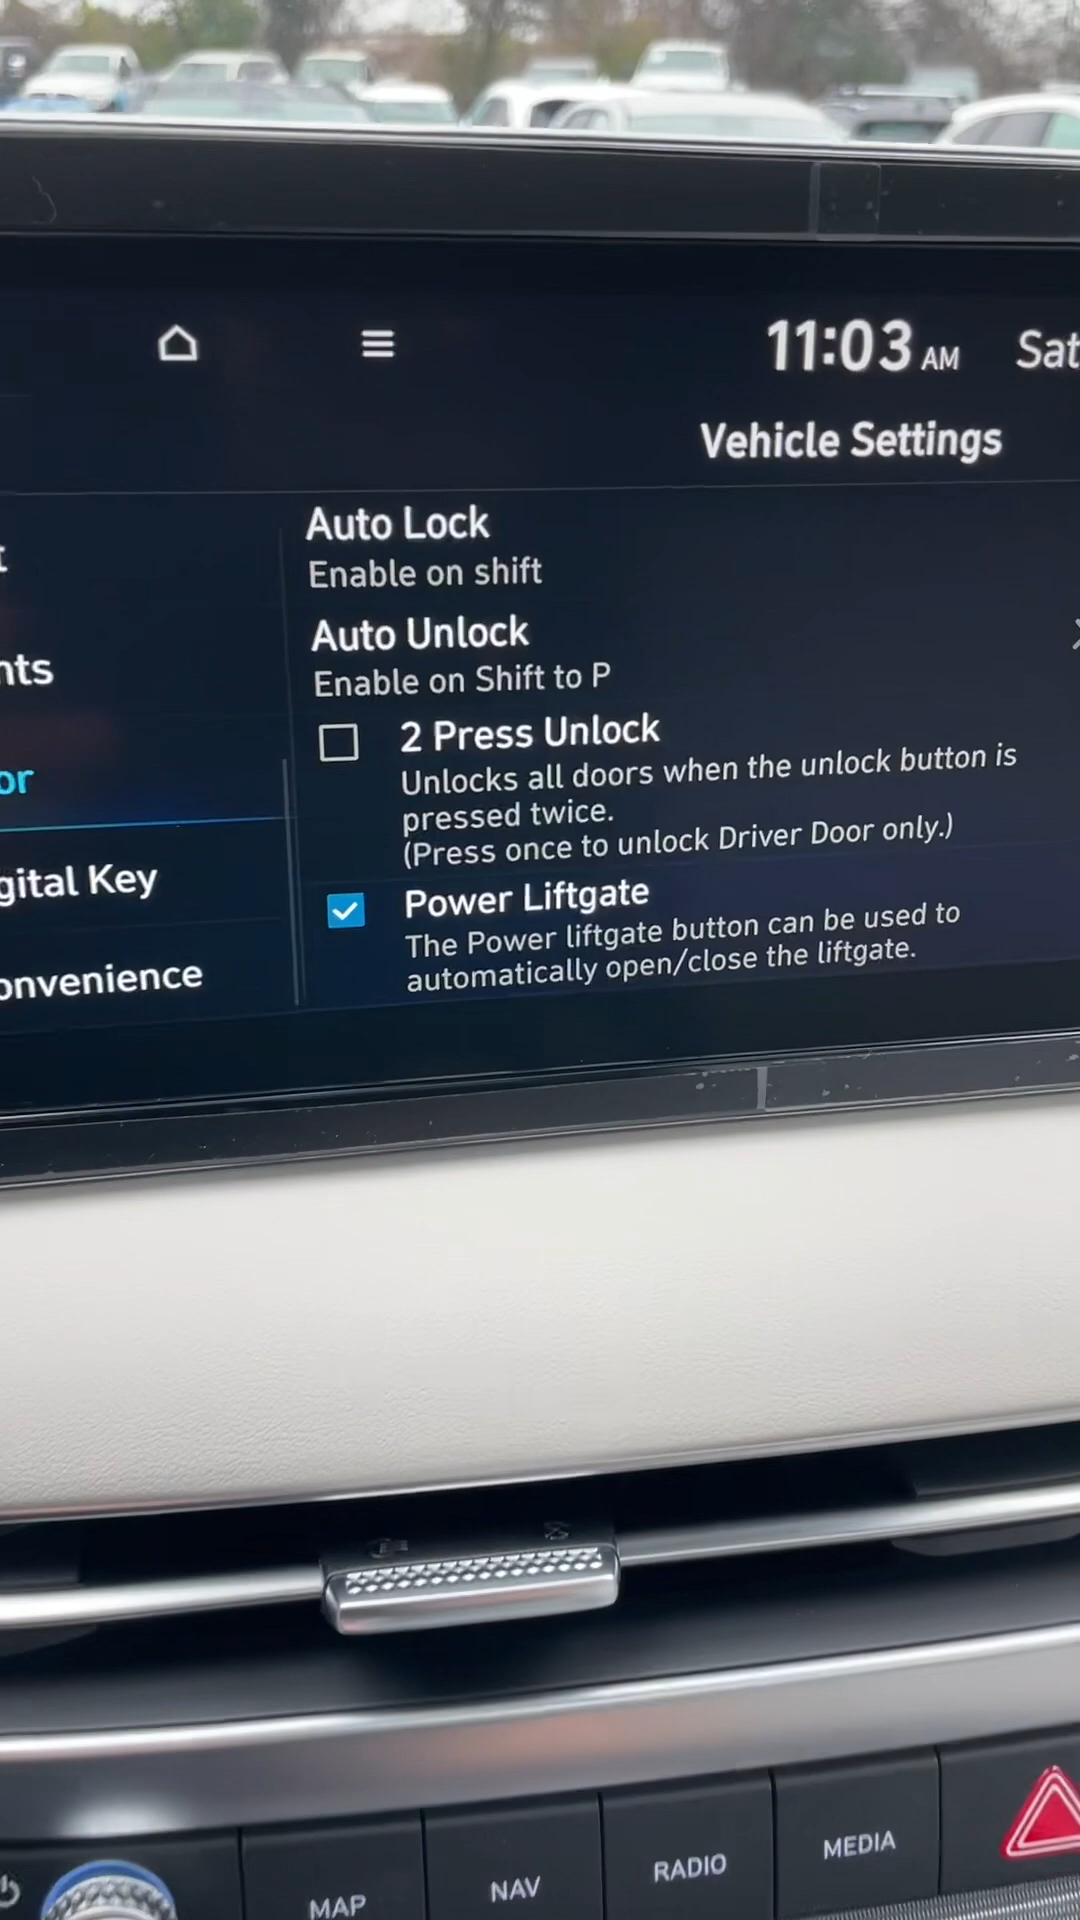 11:03 AM Sat
Vehicle Settings
Auto Lock
Enable on shift
Auto Unlock
Enable on Shift to P
2 Press Unlock
Unlocks all doors when the unlock button is
pressed twice.
(Press once to unlock Driver Door only.)
Power Liftgate
The Power liftgate button can be used to
automatically open/close the liftgate.
nts
or
gital Key
onvenience
MAP
NAV
RADIO
MEDIA